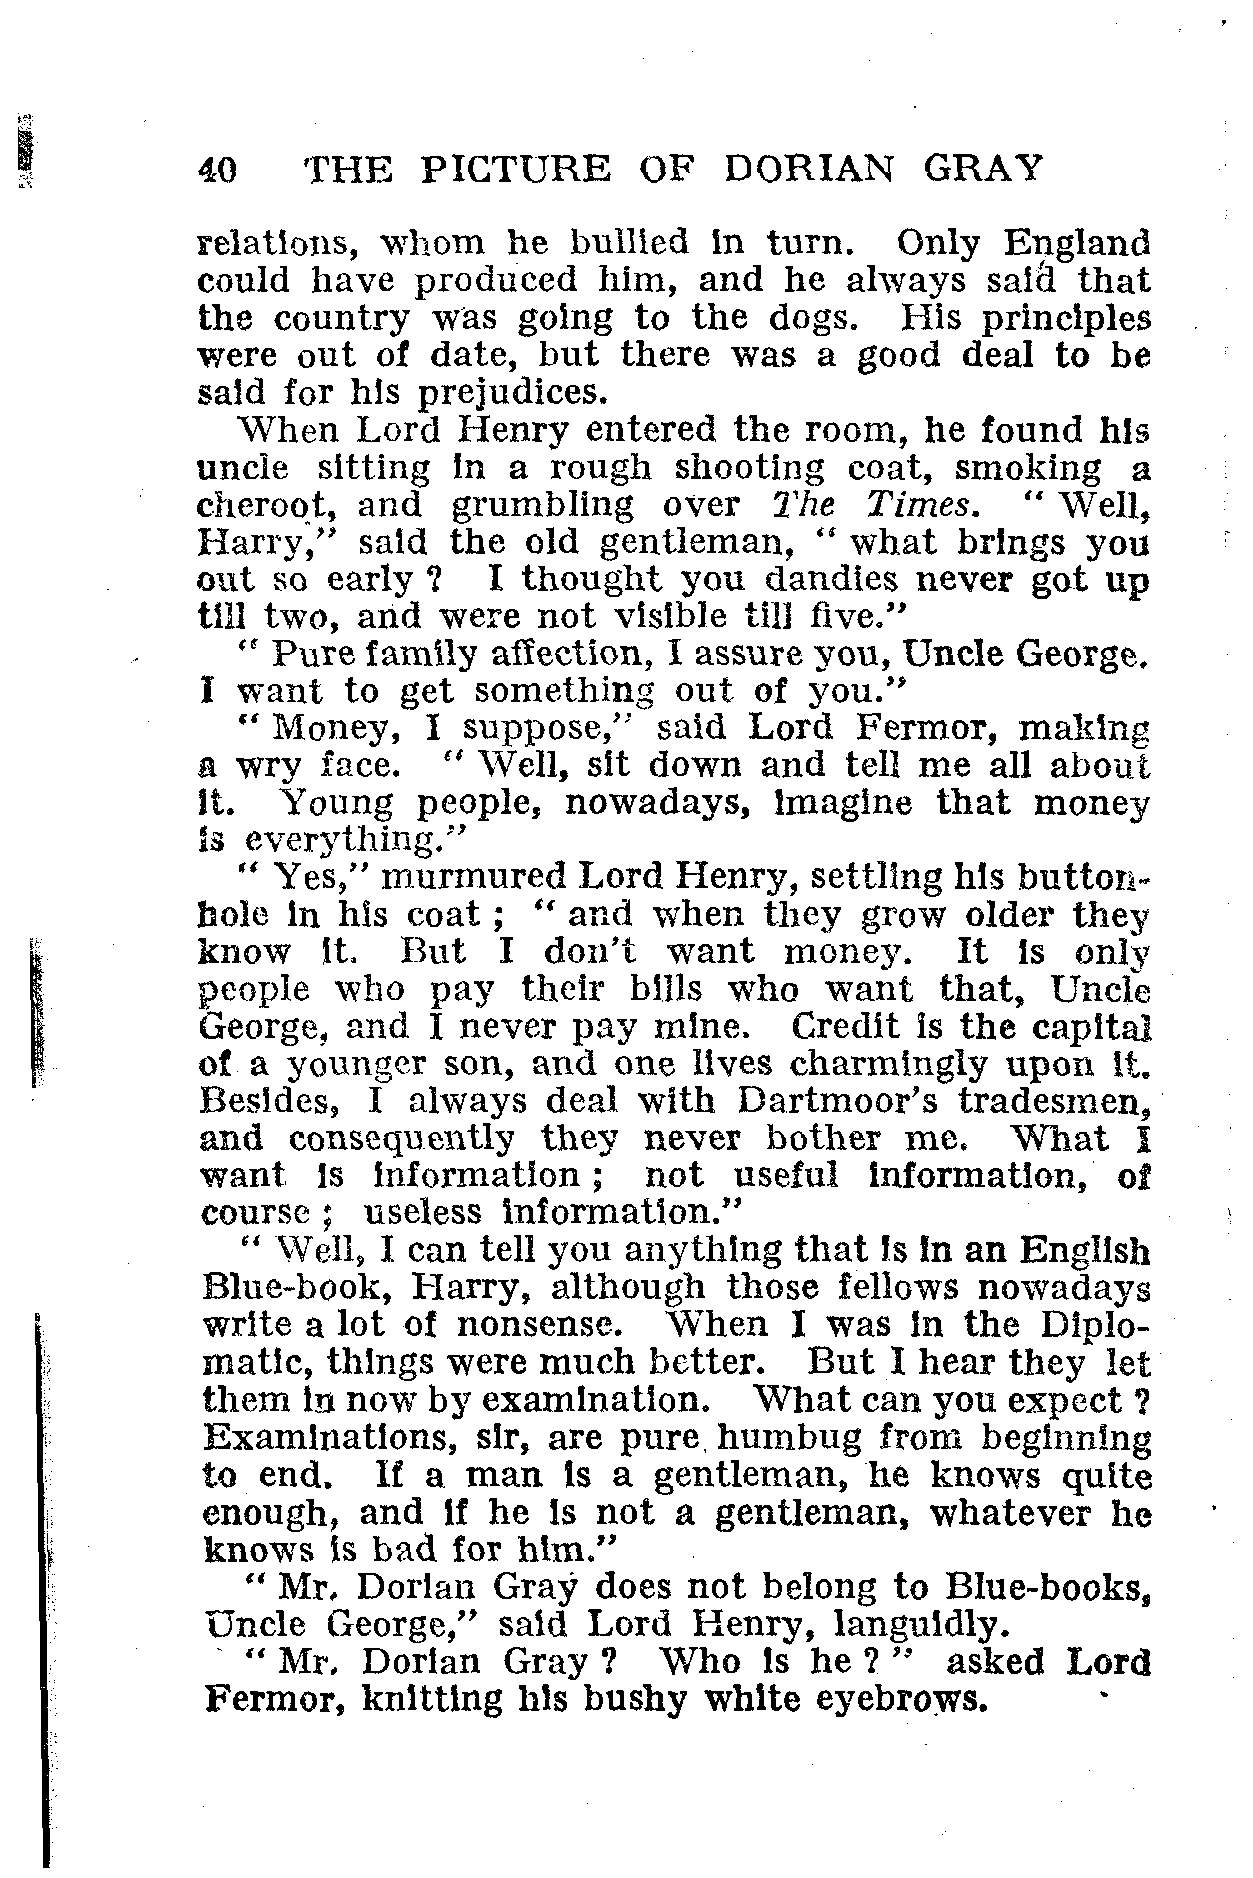 40 THE PICTURE OF DORIAN GRAY
relations, whom he bullied in turn. Only England
could have produced him, and he always said that
the country was going to the dogs. His principles
were out of date, but there was a good deal to be
said for his prejudices.
When Lord Henry entered the room, he found his
uncle sitting in a rough shooting coat, smoking a
cheroot, and grumbling over The Times. “ Well,
Harry,” said the old gentleman, “ what brings you
out so early ? I thought you dandies never got up
till two, and were not visible till five.”
“ Pure family affection, I assure you, Uncle George.
I want to get something out of you.”
“ Money, I suppose,” said Lord Fermor, making
a wry face. “ Well, sit down and tell me all about
it. Young people, nowadays, imagine that money
is everything.”
“ Yes,” murmured Lord Henry, settling his button-
hole in his coat ; “ and when they grow older they
know it. But I don't want money. It is only
people who pay their bills who want that, Uncle
George, and I never pay mine. Credit is the capital
of a younger son, and one lives charmingly upon it.
Besides, I always deal with Dartmoor's tradesmen,
and consequently they never bother me. What I
want is information ; not useful information, of
course ; useless information.”
“ Well, I can tell you anything that is in an English
Blue-book, Harry, although those fellows nowadays
write a lot of nonsense. When I was in the Diplo-
matic, things were much better. But I hear they let
them in now by examination. What can you expect ?
Examinations, sir, are pure humbug from beginning
to end. If a man is a gentleman, he knows quite
enough, and if he is not a gentleman, whatever he
knows is bad for him.”
“ Mr. Dorian Gray does not belong to Blue-books,
Uncle George,” said Lord Henry, languidly.
“ Mr. Dorian Gray ? Who is he ? ” asked Lord
Fermor, knitting his bushy white eyebrows.